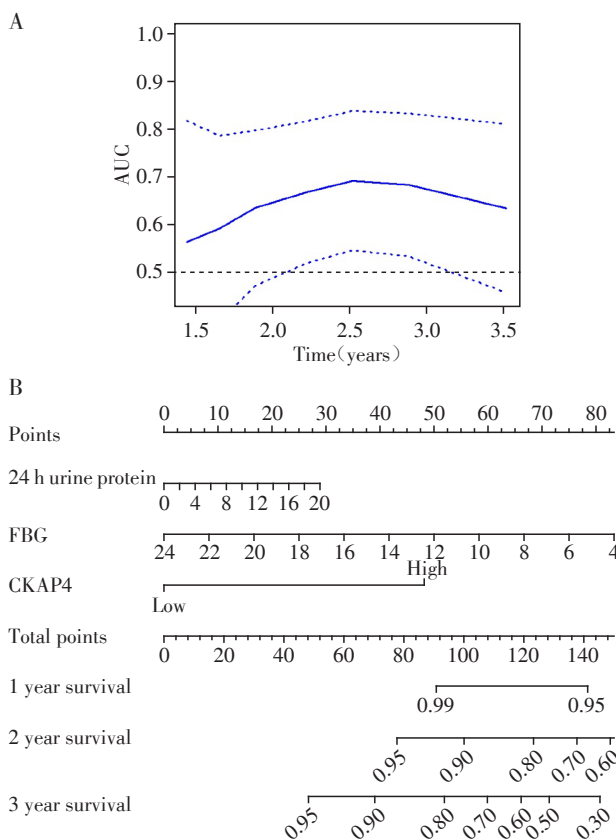 A
1.0
0.9
0.8
0.7
0.6
0.5
AUC
1.5 2.0 2.5 3.0 3.5
Time（years）
B
0 10 20 30 40 50 60 70 80
Points
24 h urine protein
0 2 4 6 8 10 12 14 16 18 20
FBG
24 22 20 18 16 14 12 10 8 6 4
High
CKAP4
Low
Total points
0 20 40 60 80 100 120 140
1 year survival
0.99 0.95
2 year survival
0.95 0.90 0.80 0.70 0.60
3 year survival
0.95 0.90 0.80 0.70 0.60 0.50 0.30